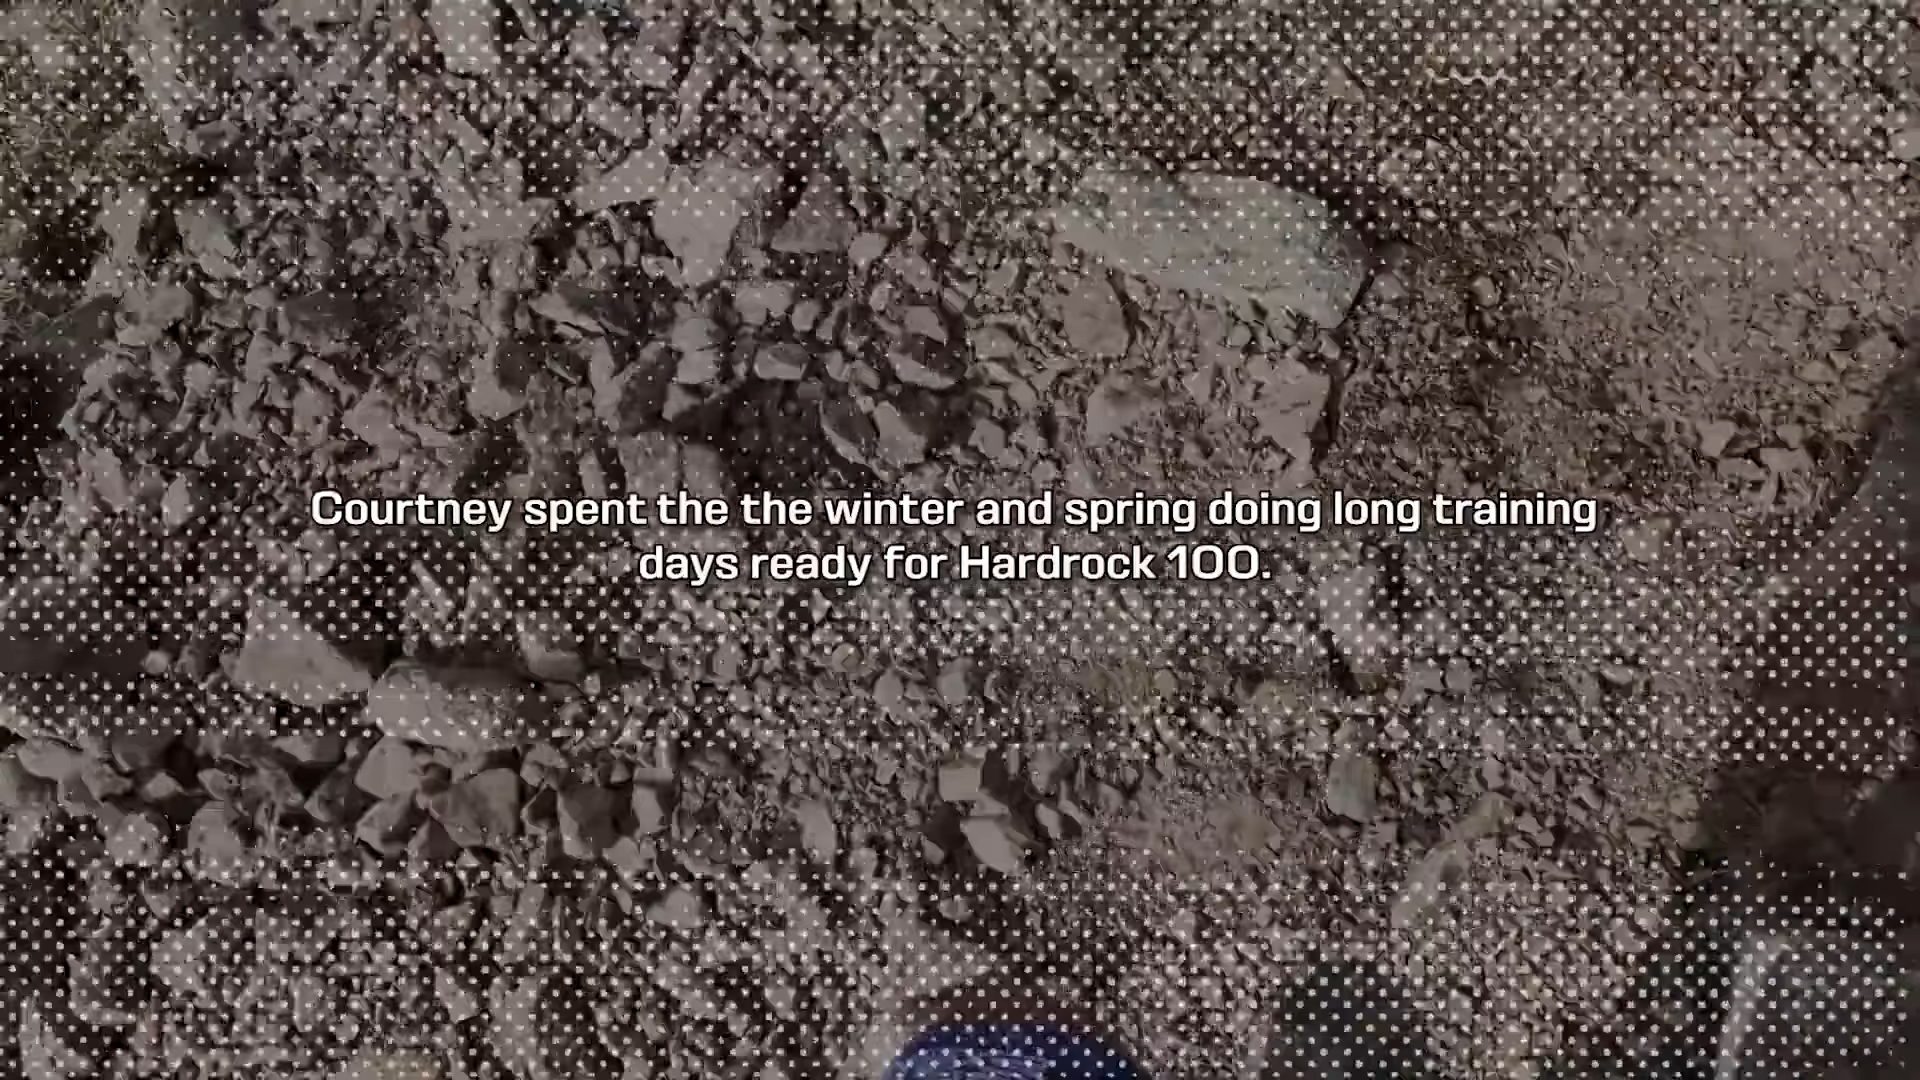 Courtney spent the the winter and spring doing long training
days ready for Hardrock 100.